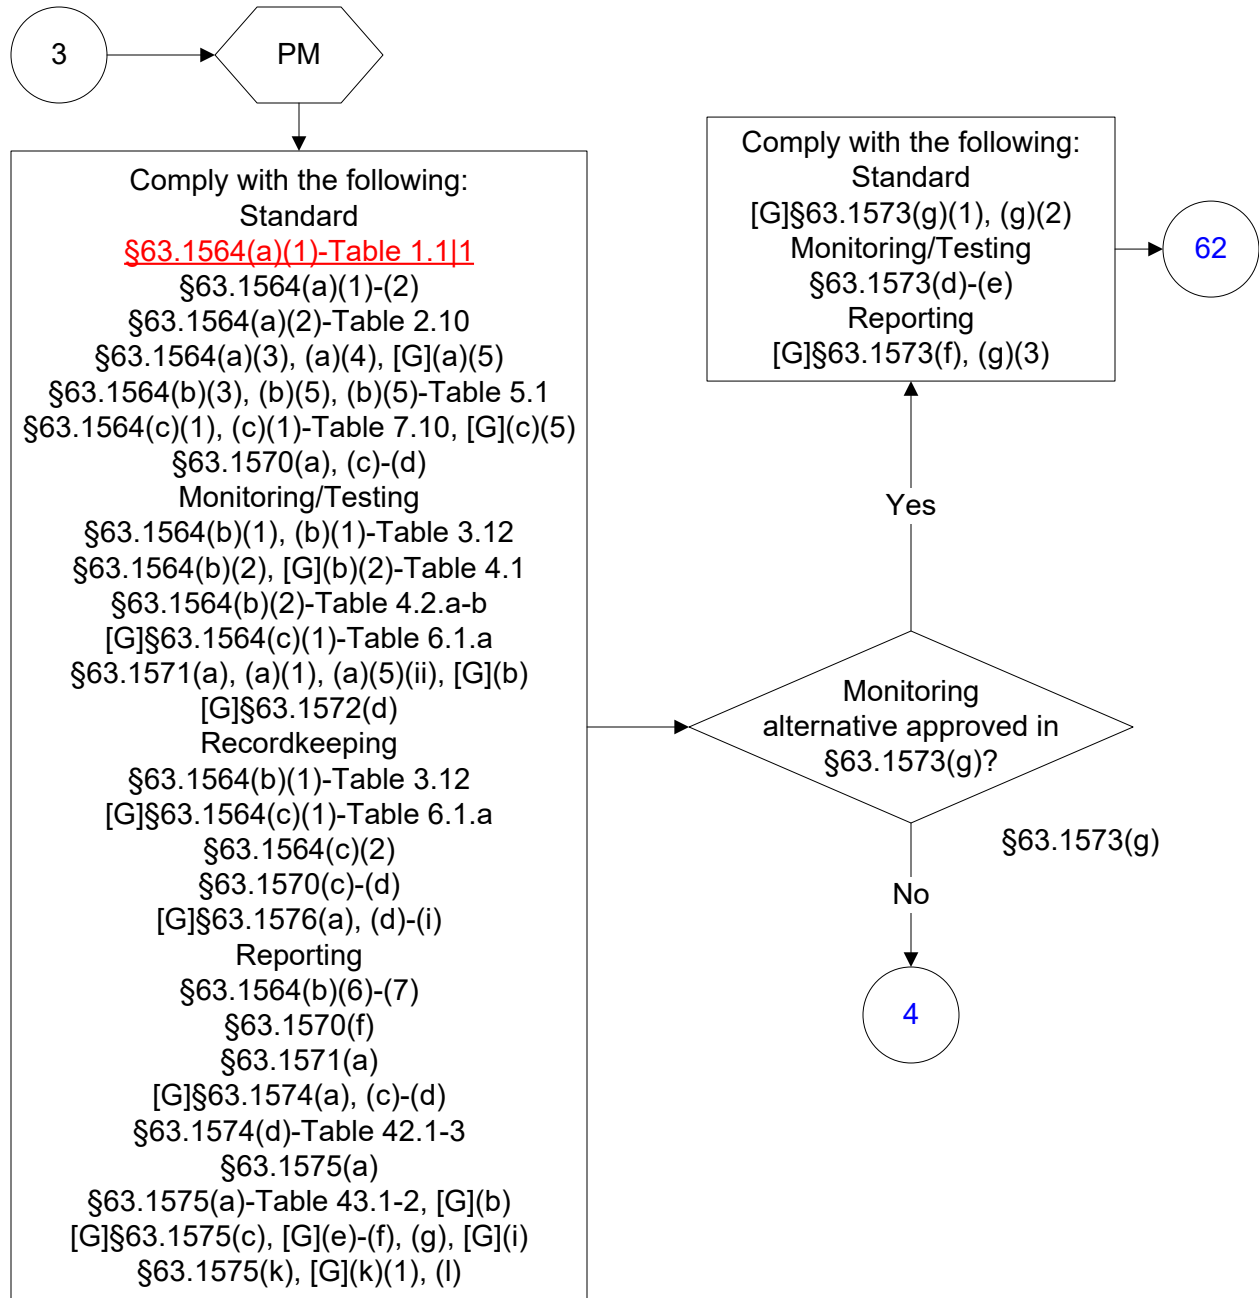 3
PM
Comply with the following:
Standard
§63.1564(a)(1)-Table 1.1|1
§63.1564(a)(1)-(2)
§63.1564(a)(2)-Table 2.10
§63.1564(a)(3), (a)(4), [G](a)(5)
§63.1564(b)(3), (b)(5), (b)(5)-Table 5.1
§63.1564(c)(1), (c)(1)-Table 7.10, [G](c)(5)
§63.1570(a), (c)-(d)
Monitoring/Testing
§63.1564(b)(1), (b)(1)-Table 3.12
§63.1564(b)(2), [G](b)(2)-Table 4.1
§63.1564(b)(2)-Table 4.2.a-b
[G]§63.1564(c)(1)-Table 6.1.a
§63.1571(a), (a)(1), (a)(5)(ii), [G](b)
[G]§63.1572(d)
Recordkeeping
§63.1564(b)(1)-Table 3.12
[G]§63.1564(c)(1)-Table 6.1.a
§63.1564(c)(2)
§63.1570(c)-(d)
[G]§63.1576(a), (d)-(i)
Reporting
§63.1564(b)(6)-(7)
§63.1570(f)
§63.1571(a)
[G]§63.1574(a), (c)-(d)
§63.1574(d)-Table 42.1-3
§63.1575(a)
§63.1575(a)-Table 43.1-2, [G](b)
[G]§63.1575(c), [G](e)-(f), (g), [G](i)
§63.1575(k), [G](k)(1), (l)
Comply with the following:
Standard
[G]§63.1573(g)(1), (g)(2)
Monitoring/Testing
§63.1573(d)-(e)
Reporting
[G]§63.1573(f), (g)(3)
62
Yes
Monitoring
alternative approved in
§63.1573(g)?
§63.1573(g)
No
4